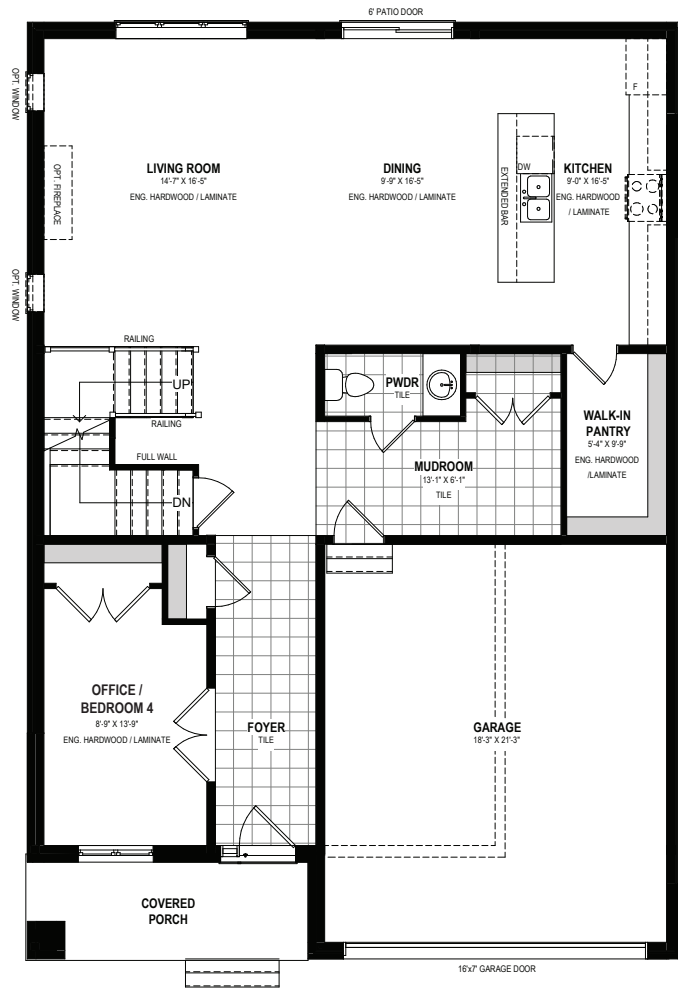 6' PATIO DOOR
OPT. WINDOW
F
LIVING ROOM
14'-7" X 16'-5"
ENG. HARDWOOD / LAMINATE
DINING
9'-9" X 16'-5"
ENG. HARDWOOD / LAMINATE
DW
KITCHEN
9'-0" X 16'-5"
ENG. HARDWOOD
/ LAMINATE
OPT. FIREPLACE
EXTENDED BAR
OPT. WINDOW
RAILING
UP
RAILING
FULL WALL
DN
PWDR
TILE
MUDROOM
13'-1" X 6'-1"
TILE
WALK-IN
PANTRY
5'-4" X 9'-9"
ENG. HARDWOOD
/LAMINATE
OFFICE /
BEDROOM 4
8'-9" X 13'-9"
ENG. HARDWOOD / LAMINATE
FOYER
TILE
GARAGE
18'-3" X 21'-3"
COVERED
PORCH
16'x7' GARAGE DOOR